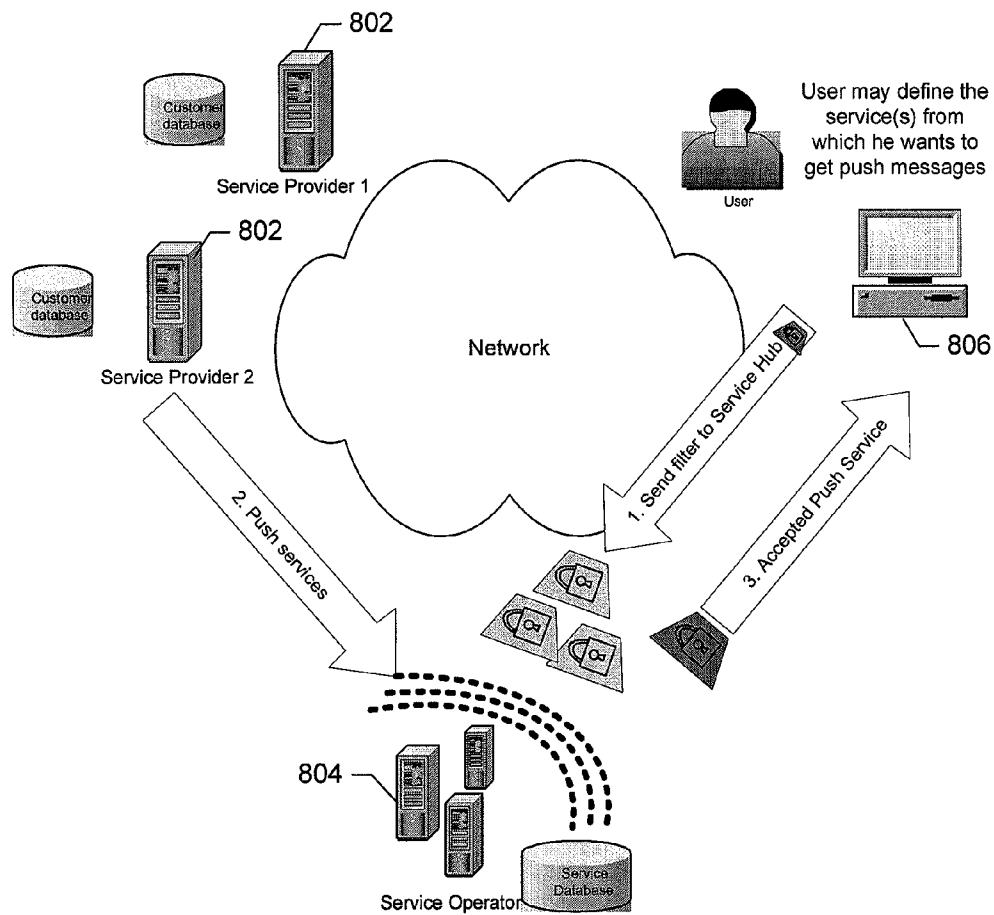 802
Customer
database
Service Provider 1
User may define the
service(s) from
which he wants to
get push messages
User
802
Customer
database
Service Provider 2
Network
806
1. Send filter to Service Hub
2. Push services
3. Accepted Push Service
804
Service Operator
Service
Database